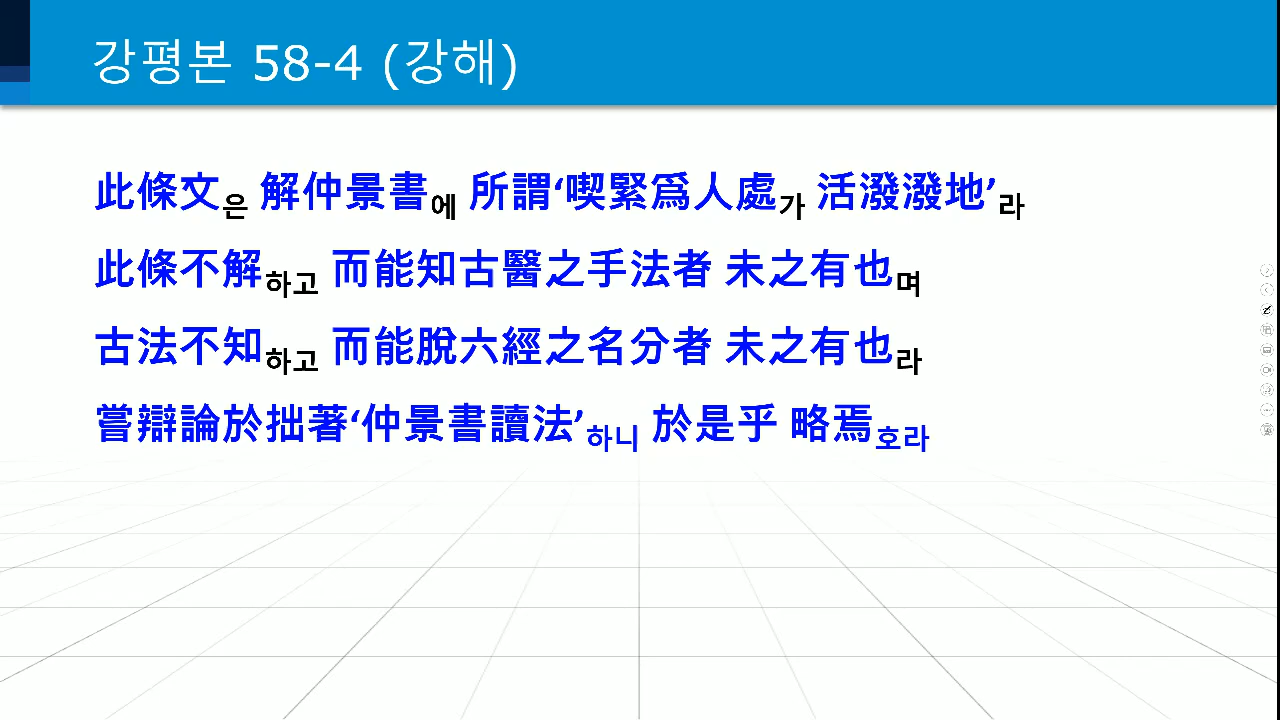 강평본 58-4 (강해)
此條文은 解仲景書에 所謂‘喫緊爲人處가 活潑潑地’라
此條不解하고 而能知古醫之手法者 未之有也며
古法不知하고 而能脫六經之名分者 未之有也라
嘗辯論於拙著‘仲景書讀法’하니 於是乎 略焉호라